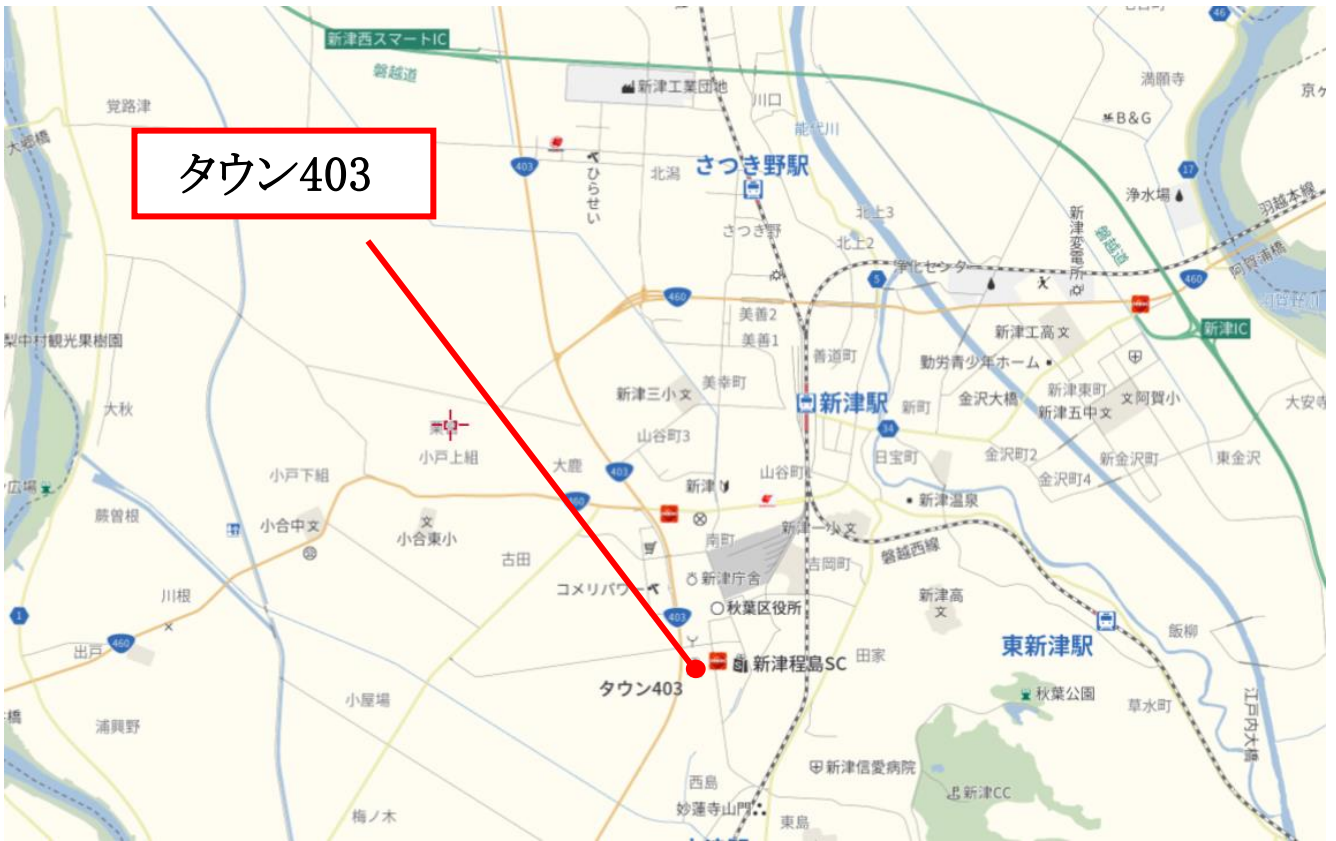 46
新津西スマートIC
磐越道
満願寺
新津工業団地
川口
京ヶ
覚路津
B&G
能代川
大郷橋
タウン403
403
ひらせい
北潟
さつき野駅
17
浄水場
羽越本線
北上3
新津変電所
さつき野
北上2
磐越道
阿賀浦橋
浄化センター
5
460
460
美善2
新津IC
新津工高文
梨中村観光果樹園
美善1
善道町
勤労青少年ホーム
新津三小文
美幸町
新津東町
文阿賀小
新津駅
新町
金沢大橋
新津五中文
大安寺
大秋
34
山谷町3
小戸上組
大鹿
日宝町
金沢町2
新金沢町
東金沢
小戸下組
403
山谷町
金沢町4
広場
新津
460
新津温泉
蕨曽根
小合中文
文
小合東小
南町
新津一小文
磐越西線
古田
吉岡町
新津庁舎
コメリパワー
川根
秋葉区役所
新津高
文
1
403
飯柳
出戸
460
東新津駅
新津程島SC
田家
タウン403
秋葉公園
小屋場
草水町
江戸内大橋
橋
浦興野
新津信愛病院
西島
新津CC
妙蓮寺山門
梅ノ木
東島